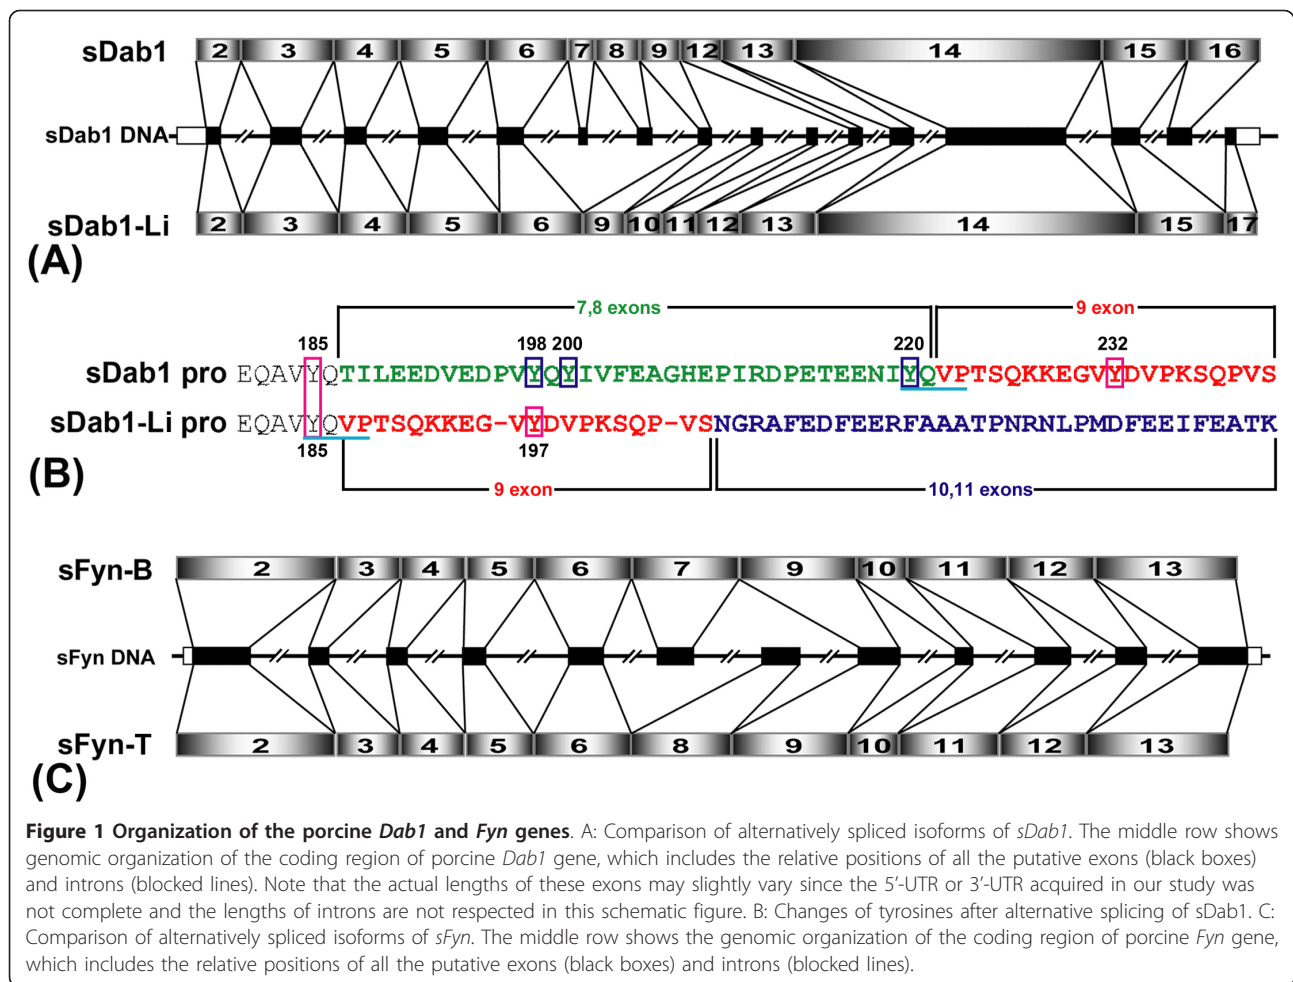 sDab1 2 3 4 5 6 7 8 9 12 13 14 15 16
sDab1 DNA
sDab1-Li 2 3 4 5 6 9 10 11 12 13 14 15 17
(A)
7,8 exons 9 exon
185 198 200 220 232
sDab1 pro EQAVYQTILEEDVEDPVYQYIVFEAGHEPIRDPETEENIYQVPTSQKKEGVYDVPKSQPVS
sDab1-Li pro EQAVYQVPTSQKKEG-VYDVPKSQP-VSNGRAFEDFEERFAAATPNRNLPMDFEEIFEATK
185 197
(B)
9 exon 10,11 exons
sFyn-B 2 3 4 5 6 7 9 10 11 12 13
sFyn DNA
sFyn-T 2 3 4 5 6 8 9 10 11 12 13
(C)
Figure 1 Organization of the porcine Dab1 and Fyn genes. A: Comparison of alternatively spliced isoforms of sDab1. The middle row shows
genomic organization of the coding region of porcine Dab1 gene, which includes the relative positions of all the putative exons (black boxes)
and introns (blocked lines). Note that the actual lengths of these exons may slightly vary since the 5’-UTR or 3’-UTR acquired in our study was
not complete and the lengths of introns are not respected in this schematic figure. B: Changes of tyrosines after alternative splicing of sDab1. C:
Comparison of alternatively spliced isoforms of sFyn. The middle row shows the genomic organization of the coding region of porcine Fyn gene,
which includes the relative positions of all the putative exons (black boxes) and introns (blocked lines).